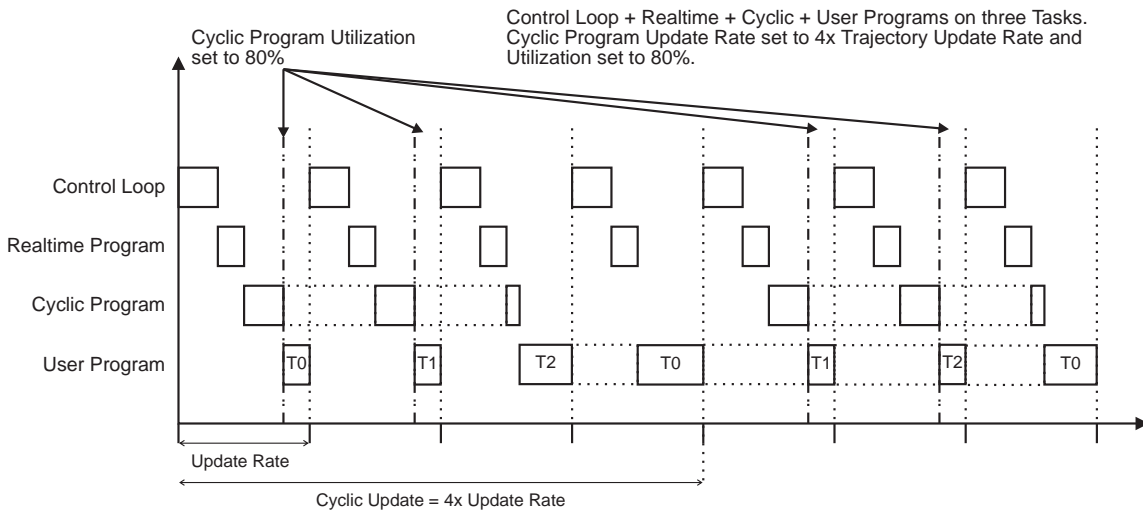 Control Loop + Realtime + Cyclic + User Programs on three Tasks.
Cyclic Program Update Rate set to 4x Trajectory Update Rate and
Utilization set to 80%.
Cyclic Program Utilization
set to 80%
Control Loop
Realtime Program
Cyclic Program
User Program
T0
T1
T2
T0
T1
T2
T0
Update Rate
Cyclic Update = 4x Update Rate